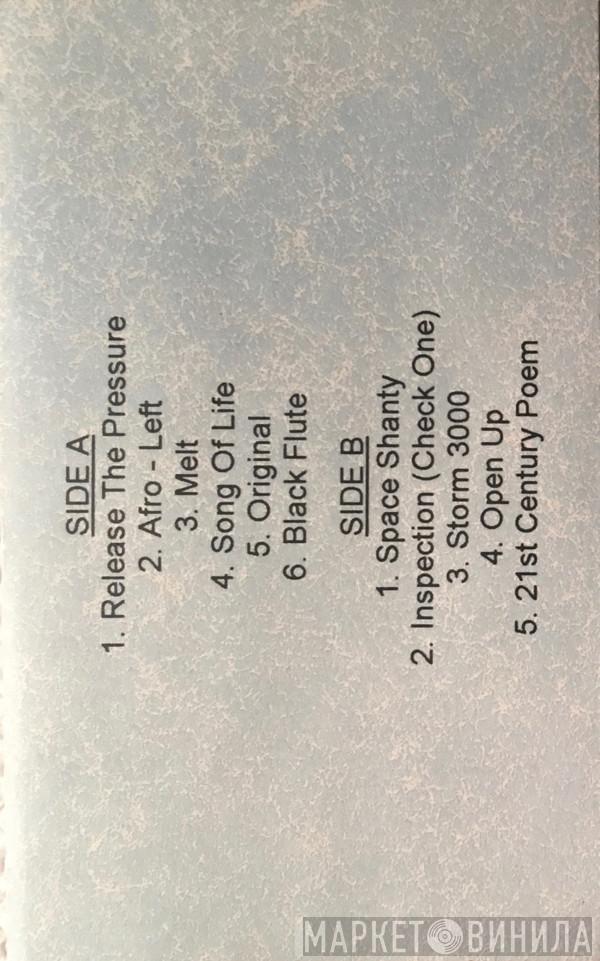 SIDE A
1. Release The Pressure
2. Afro - Left
3. Melt
4. Song Of Life
5. Original
6. Black Flute
SIDE B
1. Space Shanty
2. Inspection (Check One)
3. Storm 3000
4. Open Up
5. 21st Century Poem
МАРКЕТ ВИНИЛА